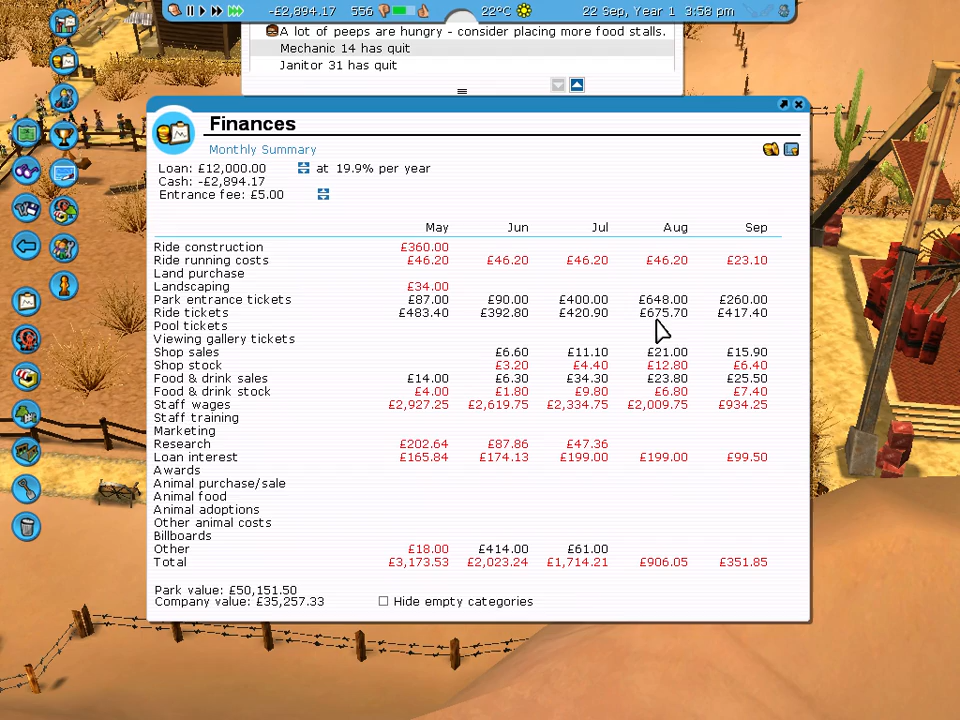 -£2,894.17 556 22°C 22 Sep, Year 1 3:58 pm
A lot of peeps are hungry - consider placing more food stalls.
Mechanic 14 has quit
Janitor 31 has quit
Finances
Monthly Summary
Loan: £12,000.00 at 19.9% per year
Cash: -£2,894.17
Entrance fee: £5.00
May Jun Jul Aug Sep
Ride construction £360.00
Ride running costs £46.20 £46.20 £46.20 £46.20 £23.10
Land purchase
Landscaping £34.00
Park entrance tickets £87.00 £90.00 £400.00 £648.00 £260.00
Ride tickets £483.40 £392.80 £420.90 £675.70 £417.40
Pool tickets
Viewing gallery tickets
Shop sales £6.60 £11.10 £21.00 £15.90
Shop stock £3.20 £4.40 £12.80 £6.40
Food & drink sales £14.00 £6.30 £34.30 £23.80 £25.50
Food & drink stock £4.00 £1.80 £9.80 £6.80 £7.40
Staff wages £2,927.25 £2,619.75 £2,334.75 £2,009.75 £934.25
Staff training
Marketing
Research £202.64 £87.86 £47.36
Loan interest £165.84 £174.13 £199.00 £199.00 £99.50
Awards
Animal purchase/sale
Animal food
Animal adoptions
Other animal costs
Billboards
Other £18.00 £414.00 £61.00
Total £3,173.53 £2,023.24 £1,714.21 £906.05 £351.85
Park value: £50,151.50
Company value: £35,257.33 Hide empty categories